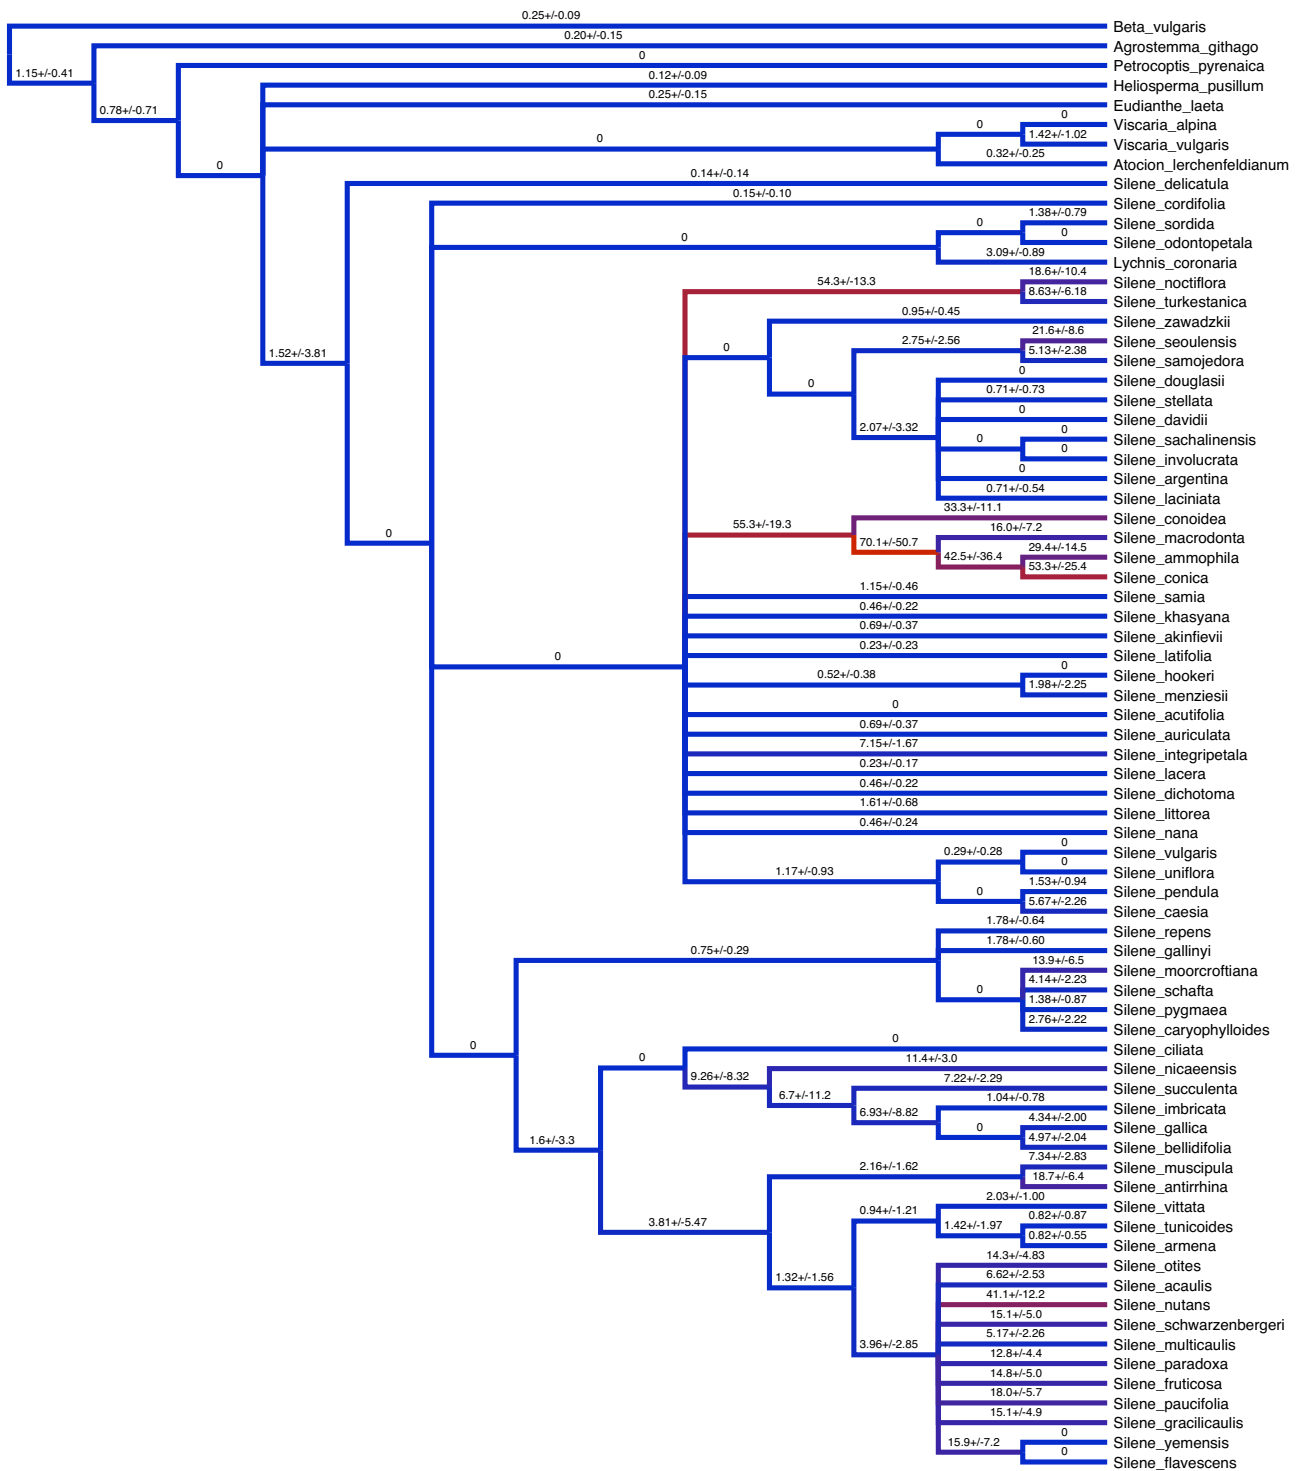 0.25+/-0.09
Beta_vulgaris
0.20+/-0.15
Agrostemma_githago
0
Petrocoptis_pyrenaica
1.15+/-0.41
0.12+/-0.09
Heliosperma_pusillum
0.25+/-0.15
Eudianthe_laeta
0.78+/-0.71
0
Viscaria_alpina
0
1.42+/-1.02
Viscaria_vulgaris
0
0.32+/-0.25
Atocion_lerchenfeldianum
0
0.14+/-0.14
Silene_delicatula
0.15+/-0.10
Silene_cordifolia
1.38+/-0.79
Silene_sordida
0
0
Silene_odontopetala
0
3.09+/-0.89
Lychnis_coronaria
18.6+/-10.4
Silene_noctiflora
54.3+/-13.3
8.63+/-6.18
Silene_turkestanica
0.95+/-0.45
Silene_zawadzkii
21.6+/-8.6
Silene_seoulensis
2.75+/-2.56
5.13+/-2.38
Silene_samojedora
1.52+/-3.81
0
0
Silene_douglasii
0
0.71+/-0.73
Silene_stellata
0
Silene_davidii
2.07+/-3.32
0
Silene_sachalinensis
0
0
Silene_involucrata
0
Silene_argentina
0.71+/-0.54
Silene_laciniata
33.3+/-11.1
Silene_conoidea
55.3+/-19.3
16.0+/-7.2
Silene_macrodonta
0
70.1+/-50.7
29.4+/-14.5
Silene_ammophila
42.5+/-36.4
53.3+/-25.4
Silene_conica
1.15+/-0.46
Silene_samia
0.46+/-0.22
Silene_khasyana
0.69+/-0.37
Silene_akinfievii
0.23+/-0.23
Silene_latifolia
0
0
Silene_hookeri
0.52+/-0.38
1.98+/-2.25
Silene_menziesii
0
Silene_acutifolia
0.69+/-0.37
Silene_auriculata
7.15+/-1.67
Silene_integripetala
0.23+/-0.17
Silene_lacera
0.46+/-0.22
Silene_dichotoma
1.61+/-0.68
Silene_littorea
0.46+/-0.24
Silene_nana
0
Silene_vulgaris
0.29+/-0.28
0
Silene_uniflora
1.17+/-0.93
1.53+/-0.94
Silene_pendula
0
5.67+/-2.26
Silene_caesia
1.78+/-0.64
Silene_repens
0.75+/-0.29
1.78+/-0.60
Silene_gallinyi
13.9+/-6.5
Silene_moorcroftiana
4.14+/-2.23
Silene_schafta
0
1.38+/-0.87
Silene_pygmaea
2.76+/-2.22
Silene_caryophylloides
0
0
Silene_ciliata
0
11.4+/-3.0
Silene_nicaeensis
9.26+/-8.32
7.22+/-2.29
Silene_succulenta
6.7+/-11.2
1.04+/-0.78
Silene_imbricata
6.93+/-8.82
4.34+/-2.00
Silene_gallica
0
4.97+/-2.04
Silene_bellidifolia
1.6+/-3.3
7.34+/-2.83
Silene_muscipula
2.16+/-1.62
18.7+/-6.4
Silene_antirrhina
2.03+/-1.00
Silene_vittata
0.94+/-1.21
0.82+/-0.87
Silene_tunicoides
3.81+/-5.47
1.42+/-1.97
0.82+/-0.55
Silene_armena
14.3+/-4.83
Silene_otites
1.32+/-1.56
6.62+/-2.53
Silene_acaulis
41.1+/-12.2
Silene_nutans
15.1+/-5.0
Silene_schwarzenbergeri
5.17+/-2.26
Silene_multicaulis
3.96+/-2.85
12.8+/-4.4
Silene_paradoxa
14.8+/-5.0
Silene_fruticosa
18.0+/-5.7
Silene_paucifolia
15.1+/-4.9
Silene_gracilicaulis
0
Silene_yemensis
15.9+/-7.2
0
Silene_flavescens